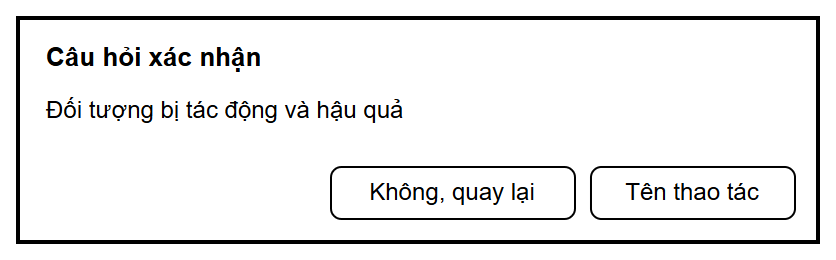 Câu hỏi xác nhận
Đối tượng bị tác động và hậu quả
Không, quay lại
Tên thao tác